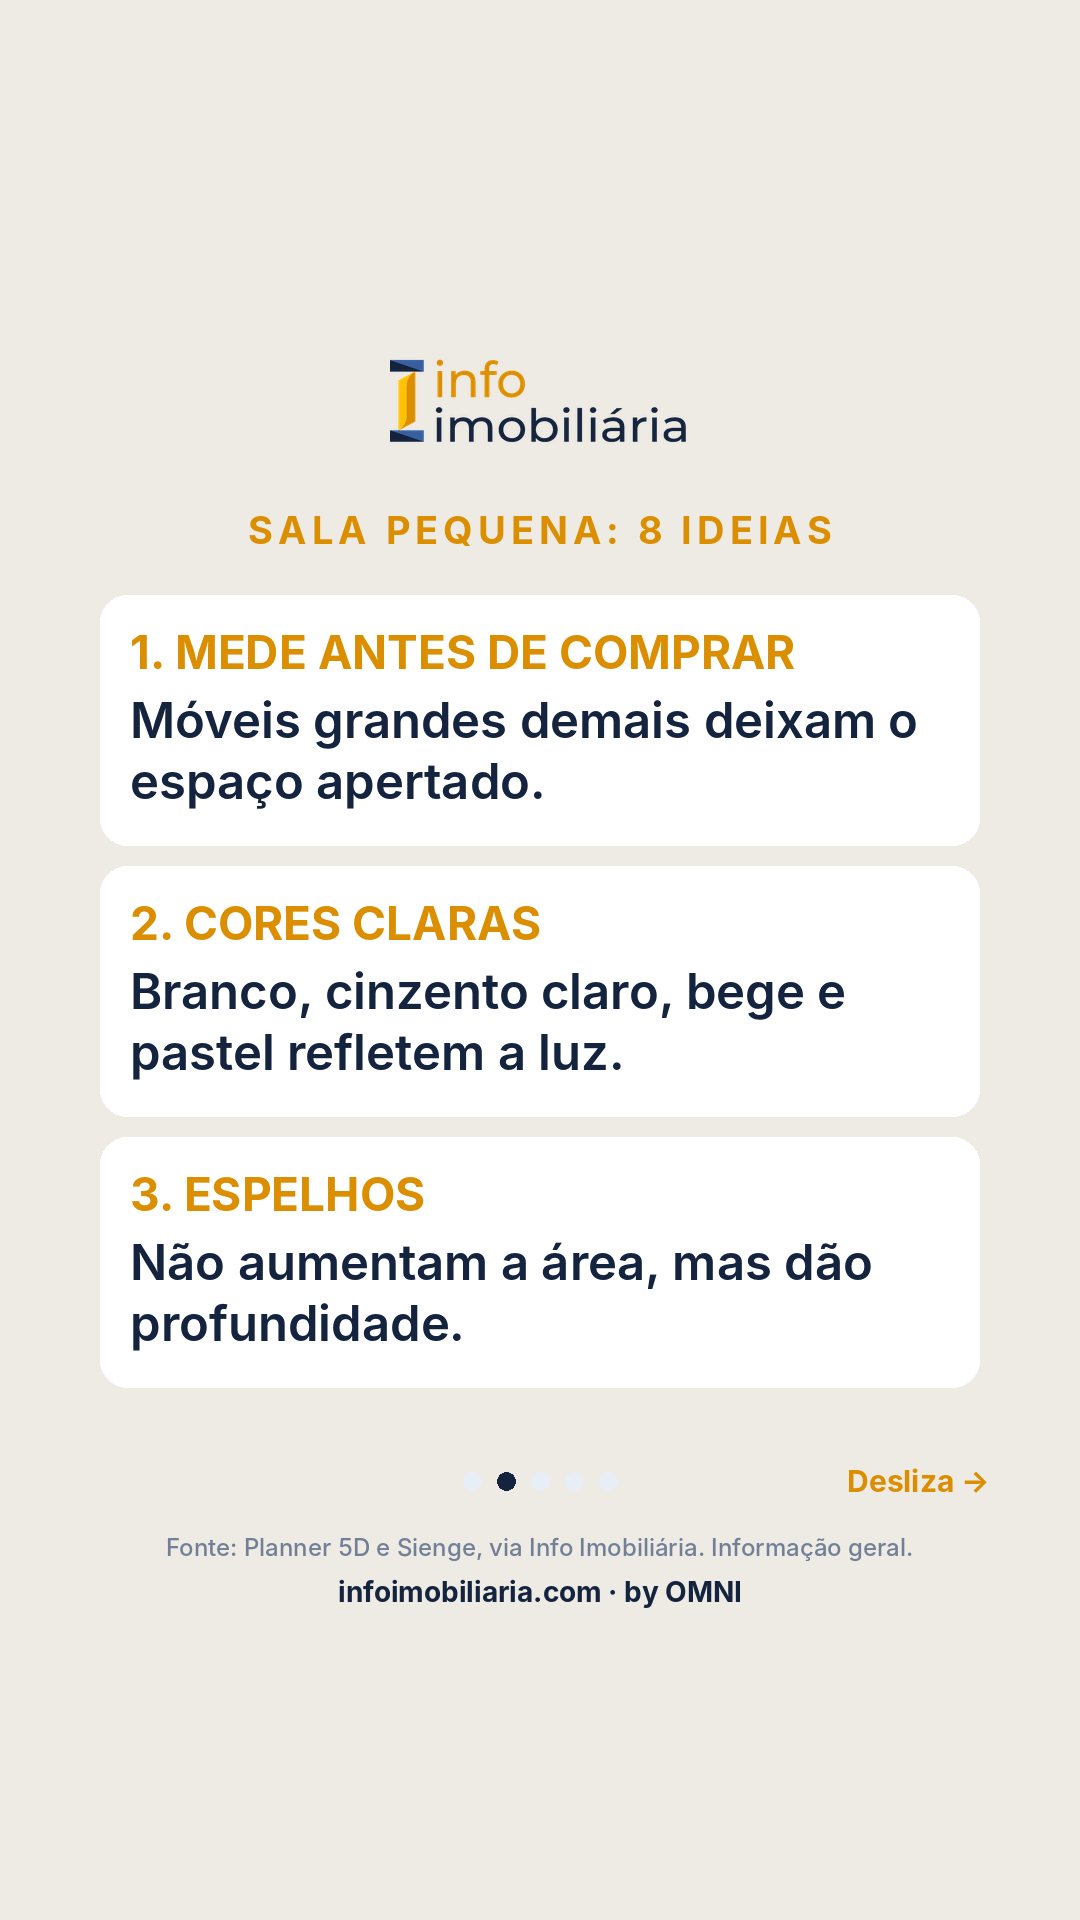 info
imobiliária
SALA PEQUENA: 8 IDEIAS
1. MEDE ANTES DE COMPRAR
Móveis grandes demais deixam o
espaço apertado.
2. CORES CLARAS
Branco, cinzento claro, bege e
pastel refletem a luz.
3. ESPELHOS
Não aumentam a área, mas dão
profundidade.
Desliza →
Fonte: Planner 5D e Sienge, via Info Imobiliária. Informação geral.
infoimobiliaria.com · by OMNI